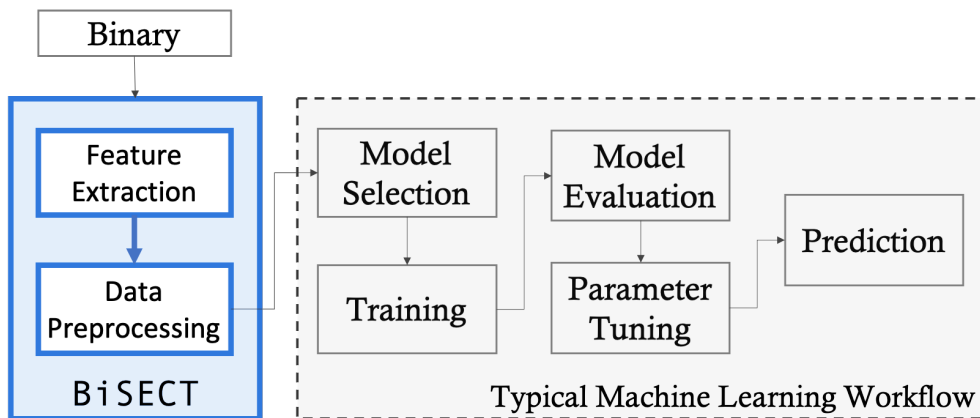 Binary
Feature
Extraction
Data
Preprocessing
BiSECT
Model
Selection
Training
Model
Evaluation
Parameter
Tuning
Prediction
Typical Machine Learning Workflow